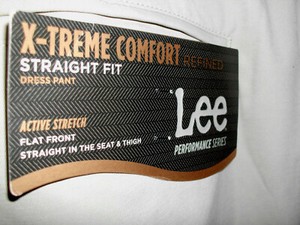 X-TREME COMFORT REFINED
STRAIGHT FIT
DRESS PANT
Lee
PERFORMANCE SERIES
ACTIVE STRETCH
FLAT FRONT
STRAIGHT IN THE SEAT & THIGH